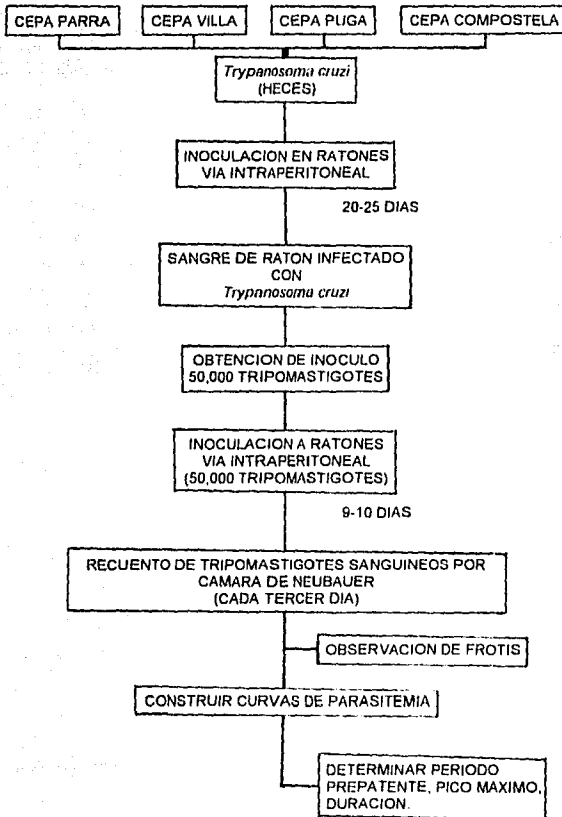 CEPA PARRA
CEPA VILLA
CEPA PUGA
CEPA COMPOSTELA
Trypanosoma cruzi
(HECES)
INOCULACION EN RATONES
VIA INTRAPERITONEAL
20-25 DIAS
SANGRE DE RATON INFECTADO
CON
Trypanosoma cruzi
OBTENCION DE INOCULO
50,000 TRIPOMASTIGOTES
INOCULACION A RATONES
VIA INTRAPERITONEAL
(50,000 TRIPOMASTIGOTES)
9-10 DIAS
RECUENTO DE TRIPOMASTIGOTES SANGUINEOS POR
CAMARA DE NEUBAUER
(CADA TERCER DIA)
OBSERVACION DE FROTIS
CONSTRUIR CURVAS DE PARASITEMIA
DETERMINAR PERIODO
PREPATENTE, PICO MAXIMO,
DURACION.